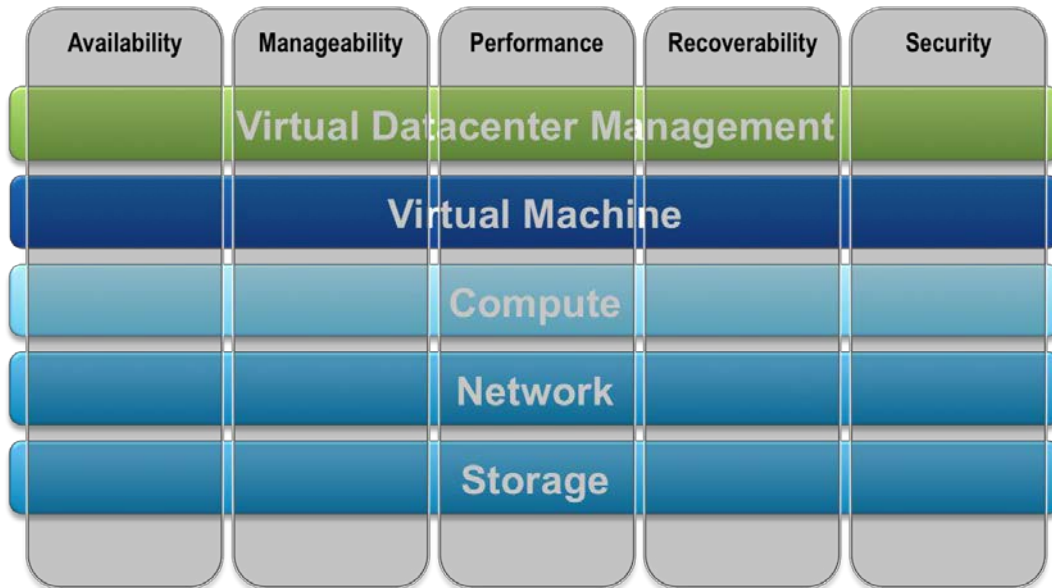 Availability Manageability Performance Recoverability Security
Virtual Datacenter Management
Virtual Machine
Compute
Network
Storage